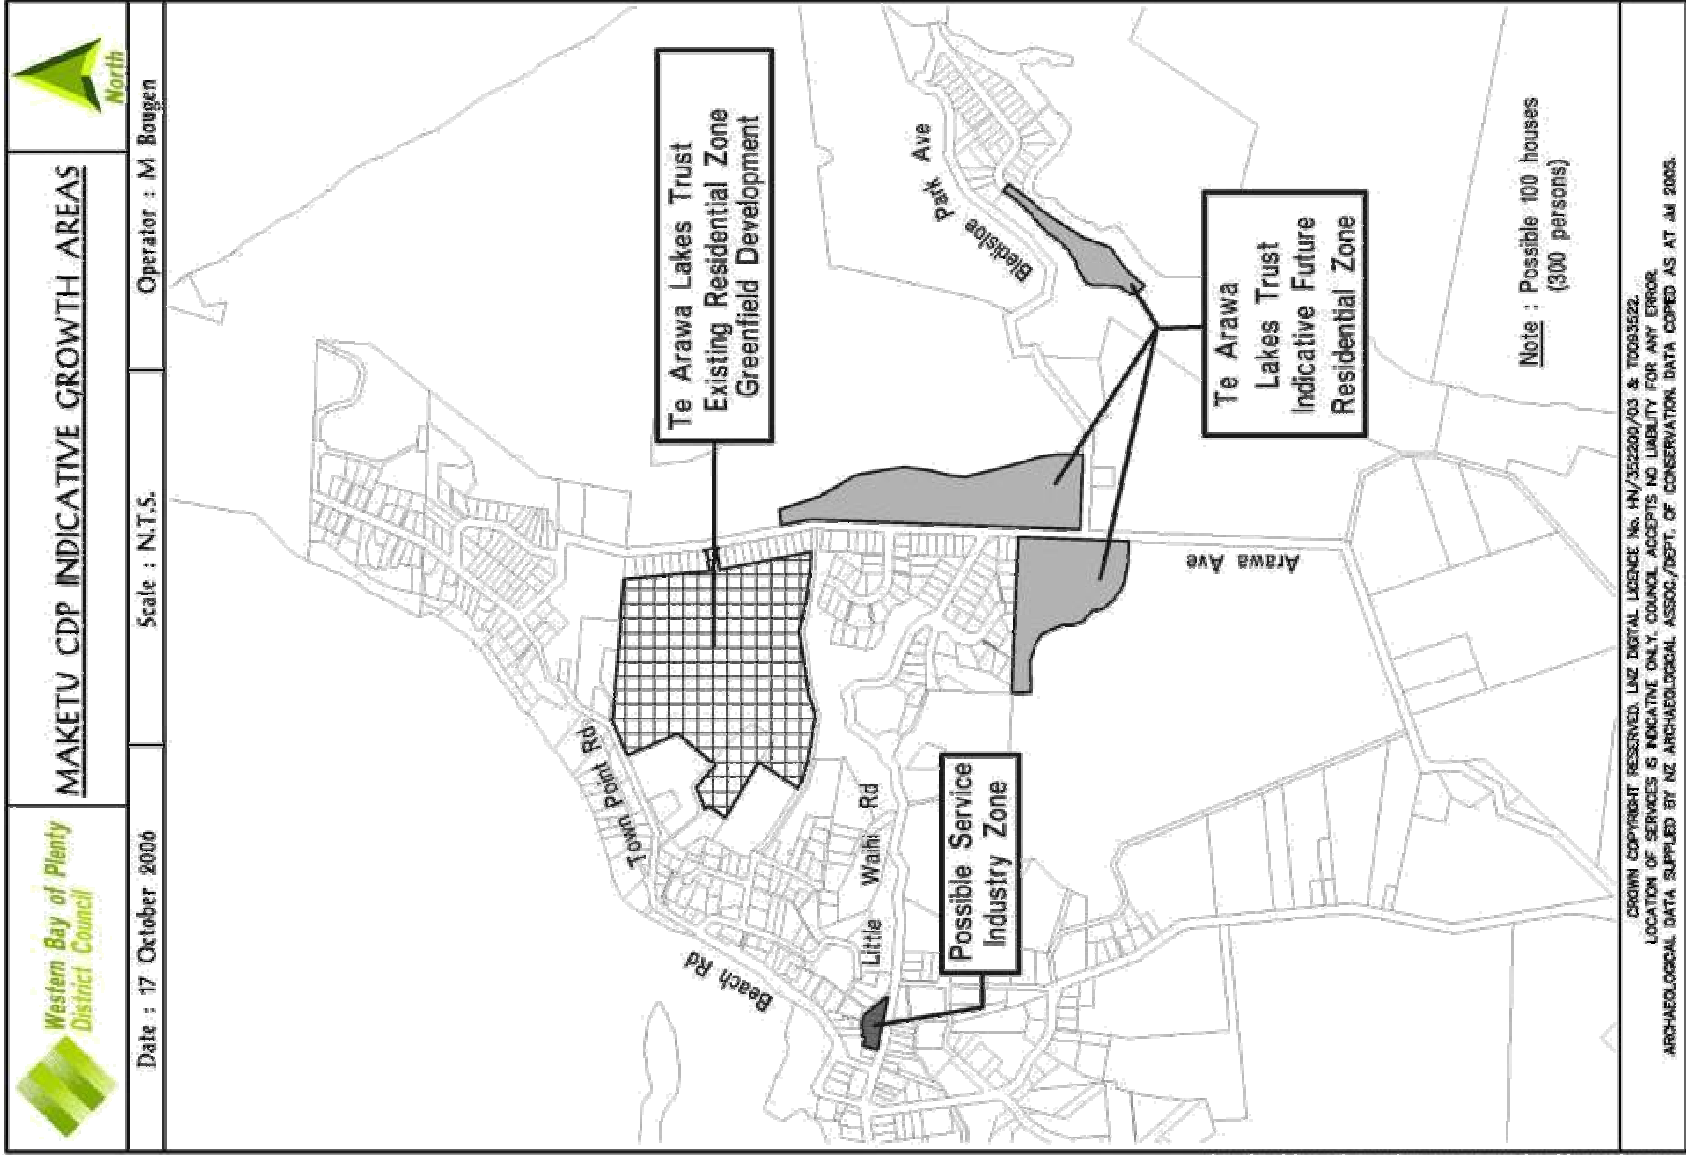 Western Bay of Plenty
District Council
MAKETU CDP INDICATIVE GROWTH AREAS
North
Date : 17 October 2006
Scale : N.T.S.
Operator : M Bougen
Te Arawa Lakes Trust
Existing Residential Zone
Greenfield Development
Park Ave
Bledisloe
Te Arawa
Lakes Trust
Indicative Future
Residential Zone
Note : Possible 100 houses
(300 persons)
Town Point Rd
Beach Rd
Little Waihi Rd
Arawa Ave
Possible Service
Industry Zone
CROWN COPYRIGHT RESERVED. LINZ DIGITAL LICENCE No. HN/352200/03 & TD093522.
LOCATION OF SERVICES IS INDICATIVE ONLY. COUNCIL ACCEPTS NO LIABILITY FOR ANY ERROR.
ARCHAEOLOGICAL DATA SUPPLIED BY NZ ARCHAEOLOGICAL ASSOC./DEPT. OF CONSERVATION. DATA COPIED AS AT Jul 2005.